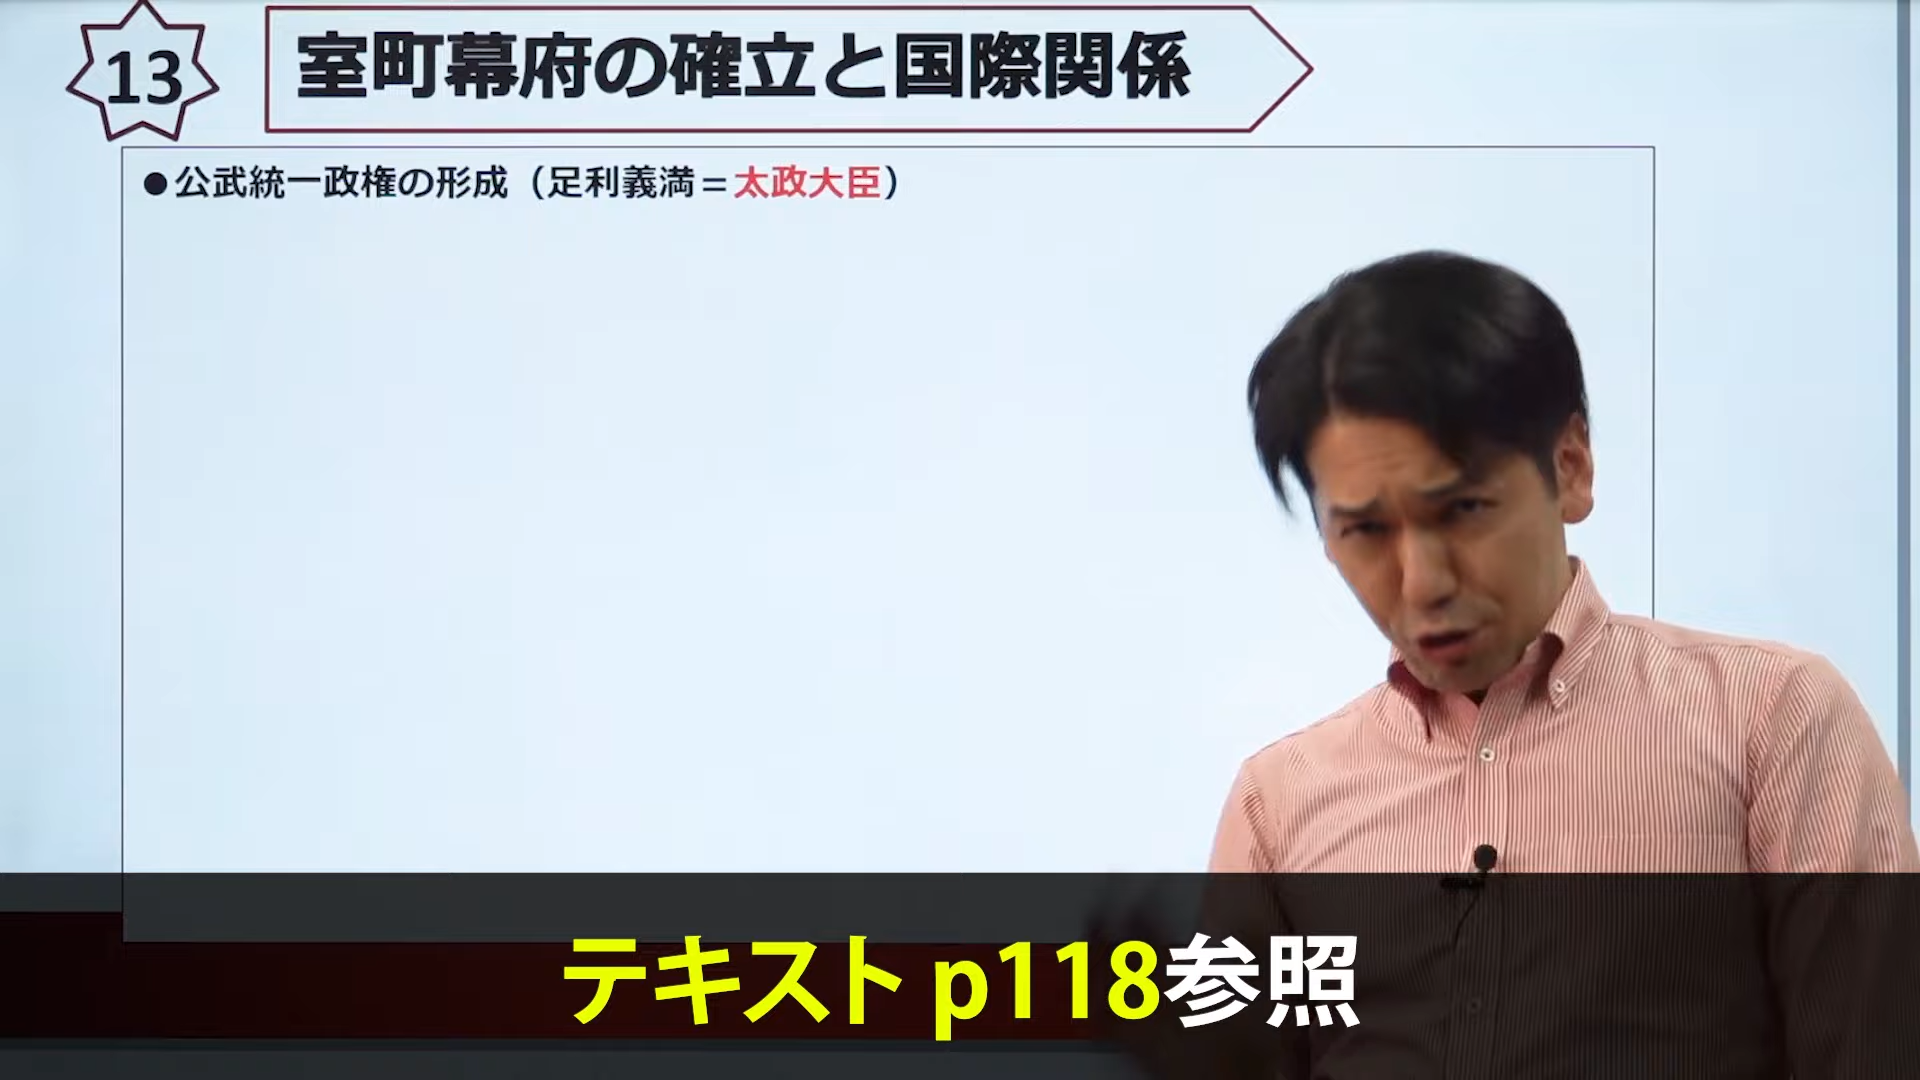 13
室町幕府の確立と国際関係
●公武統一政権の形成（足利義満＝太政大臣）
テキスト p118参照